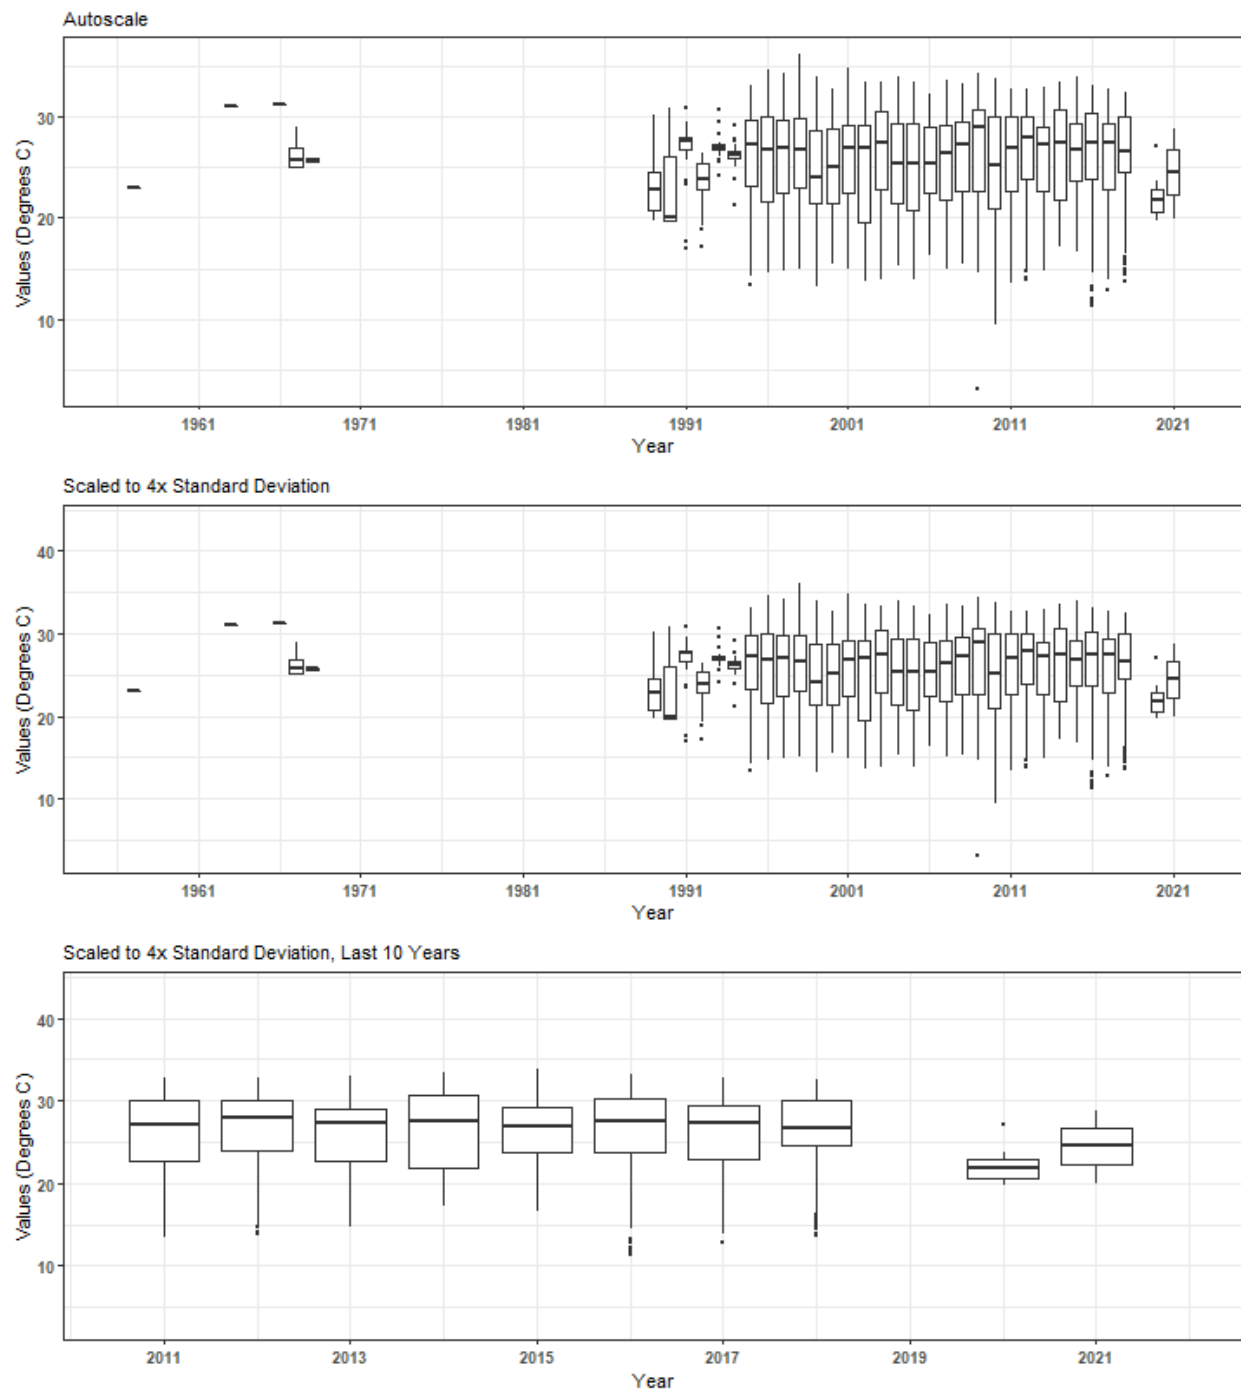 Autoscale
Values (Degrees C)
30
20
10
1961 1971 1981 1991 2001 2011 2021
Year
Scaled to 4x Standard Deviation
Values (Degrees C)
40
30
20
10
1961 1971 1981 1991 2001 2011 2021
Year
Scaled to 4x Standard Deviation, Last 10 Years
Values (Degrees C)
40
30
20
10
2011 2013 2015 2017 2019 2021
Year